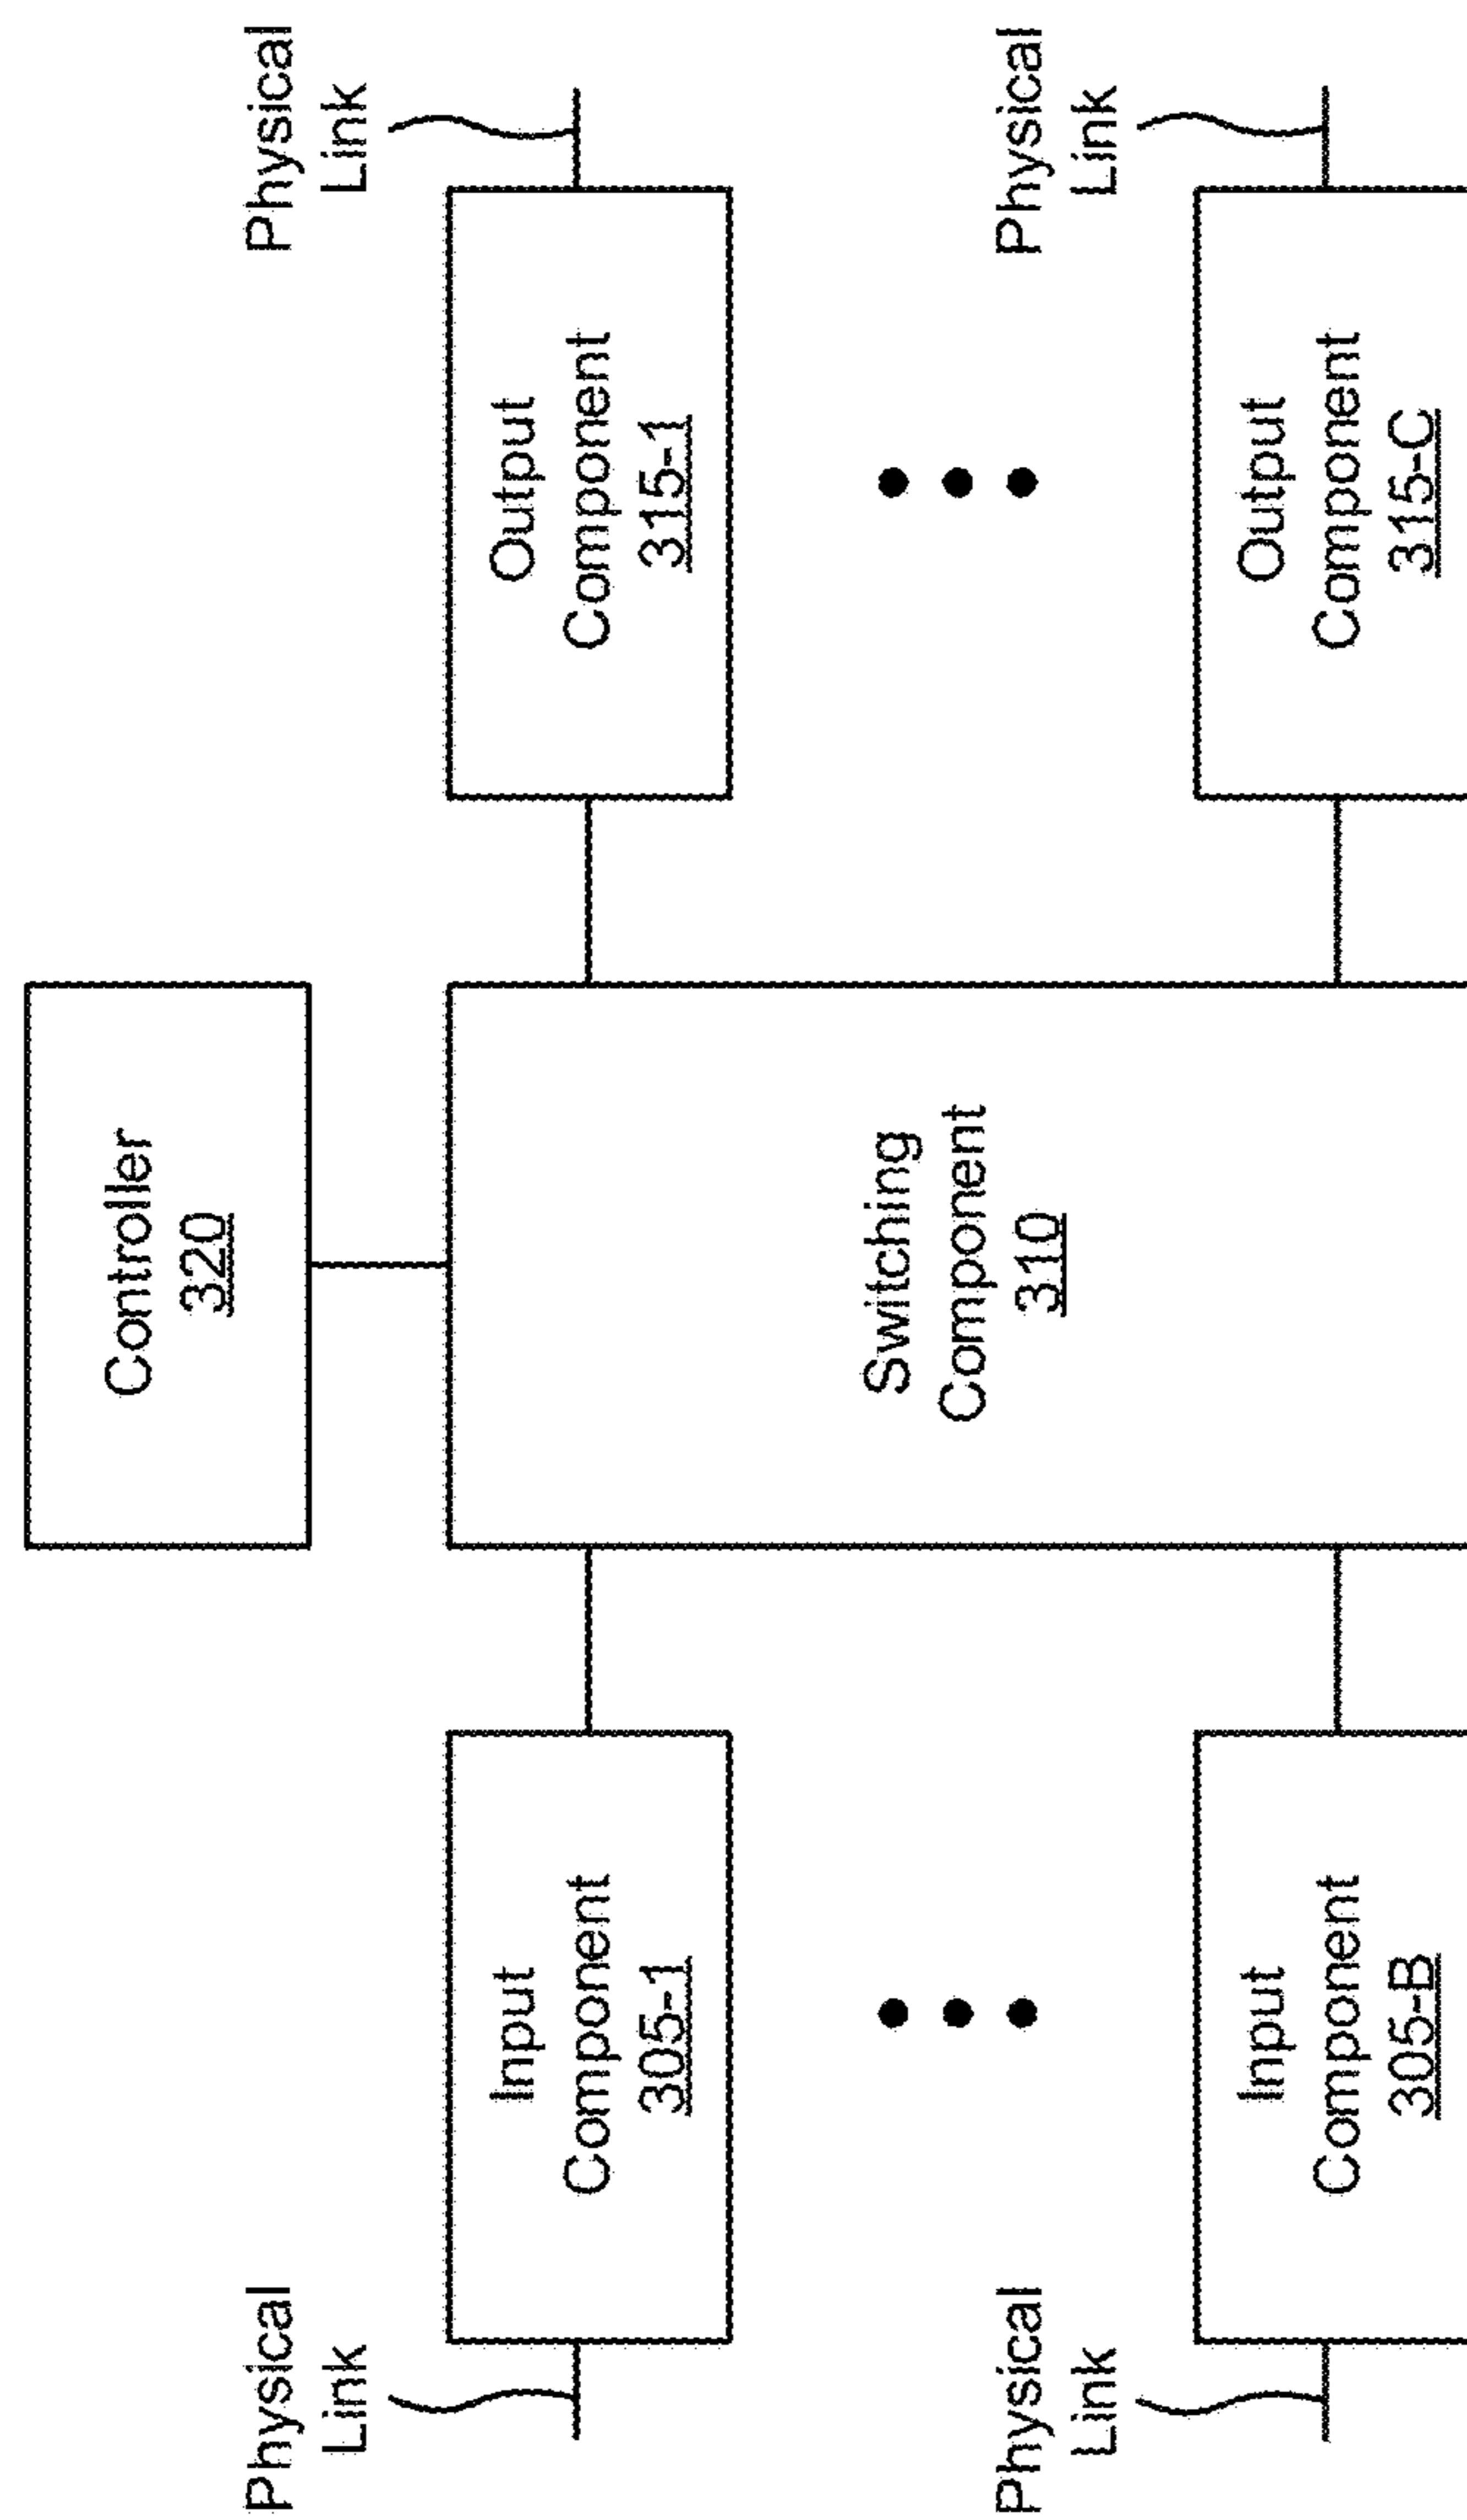 Controller
320
Physical
Link
Physical
Link
Input
Component
305-1
Output
Component
315-1
Switching
Component
310
Physical
Link
Physical
Link
Input
Component
305-B
Output
Component
315-C